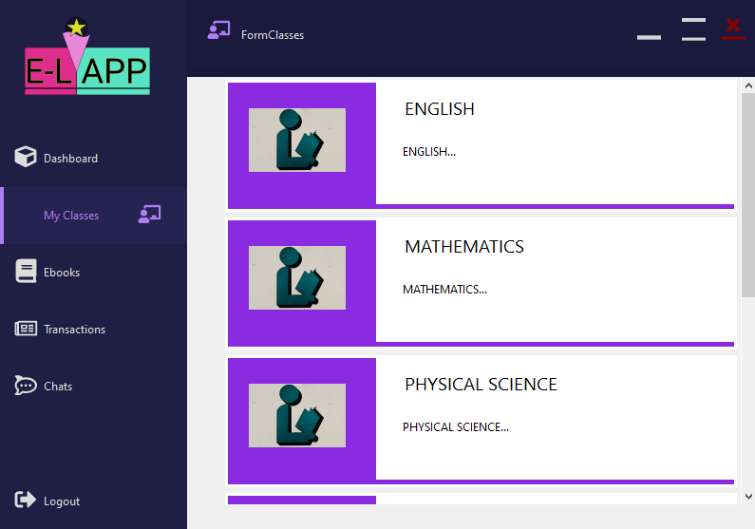 E-L APP
Dashboard
My Classes
Ebooks
Transactions
Chats
Logout
FormClasses
ENGLISH
ENGLISH...
MATHEMATICS
MATHEMATICS...
PHYSICAL SCIENCE
PHYSICAL SCIENCE...